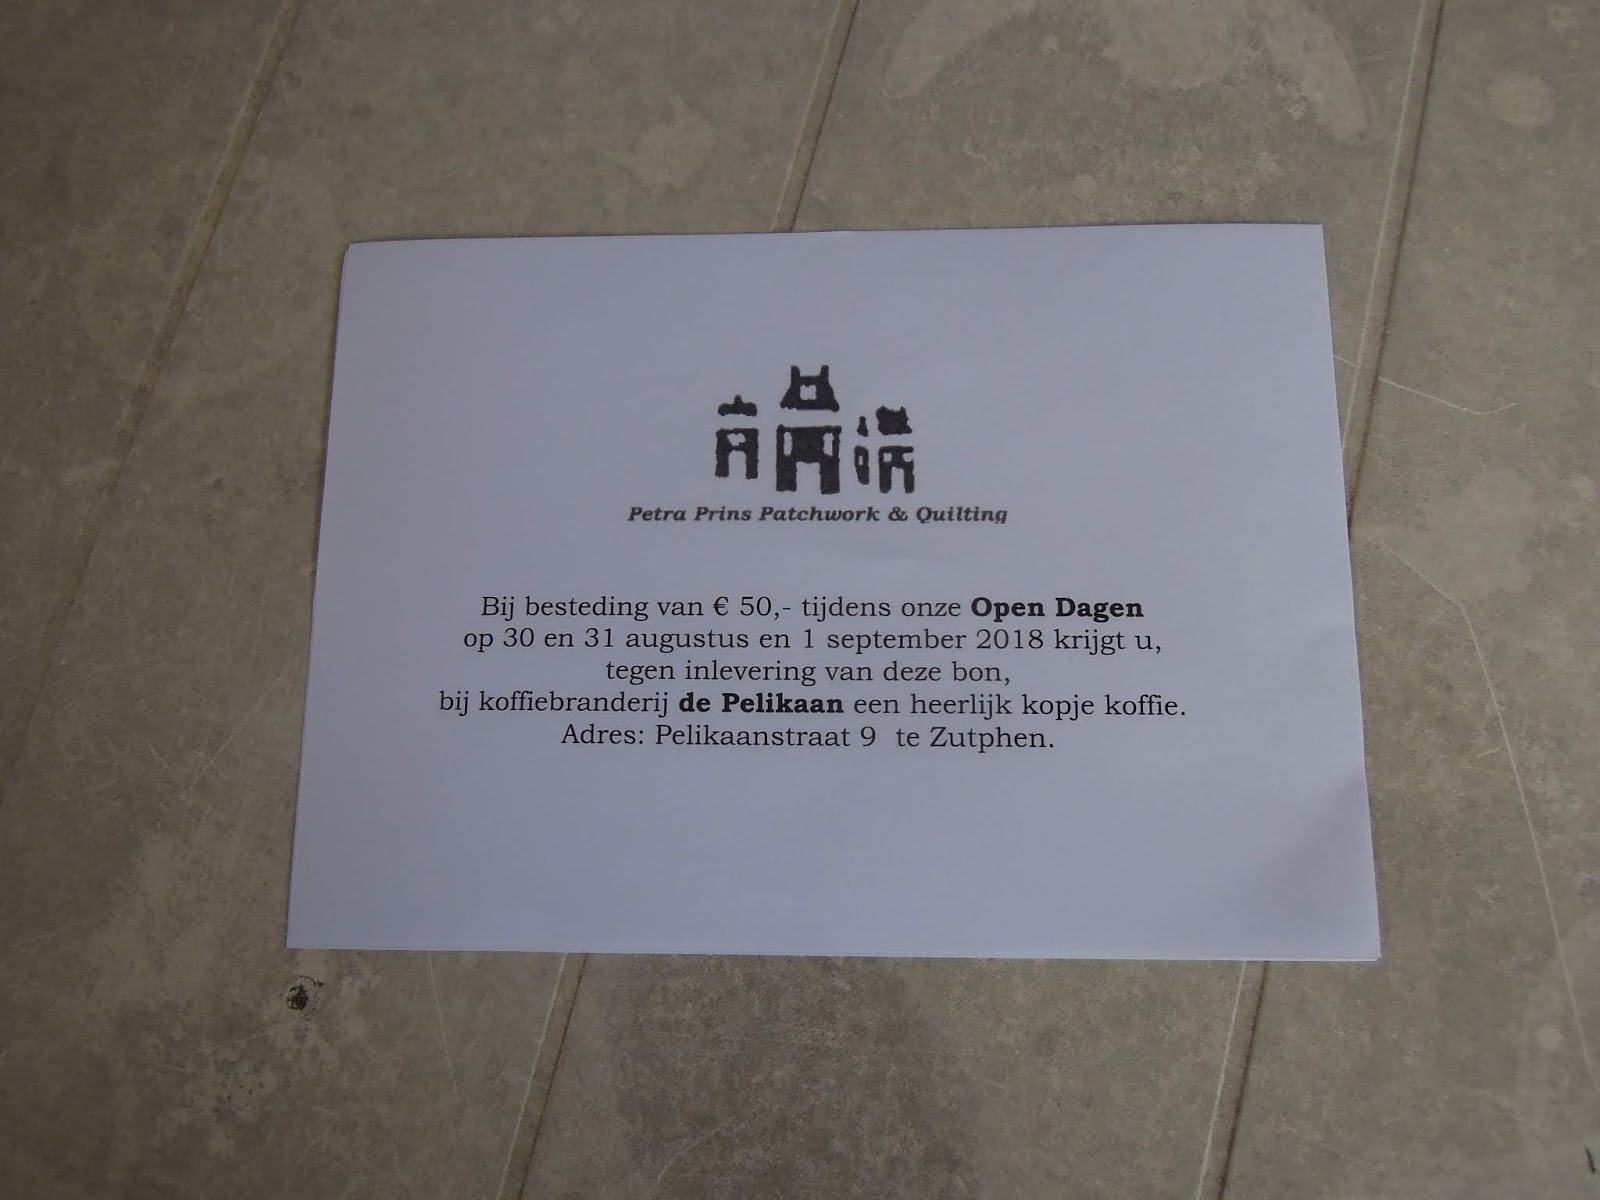 Petra Prins Patchwork & Quilting
Bij besteding van € 50,- tijdens onze Open Dagen
op 30 en 31 augustus en 1 september 2018 krijgt u,
tegen inlevering van deze bon,
bij koffiebranderij de Pelikaan een heerlijk kopje koffie.
Adres: Pelikaanstraat 9 te Zutphen.